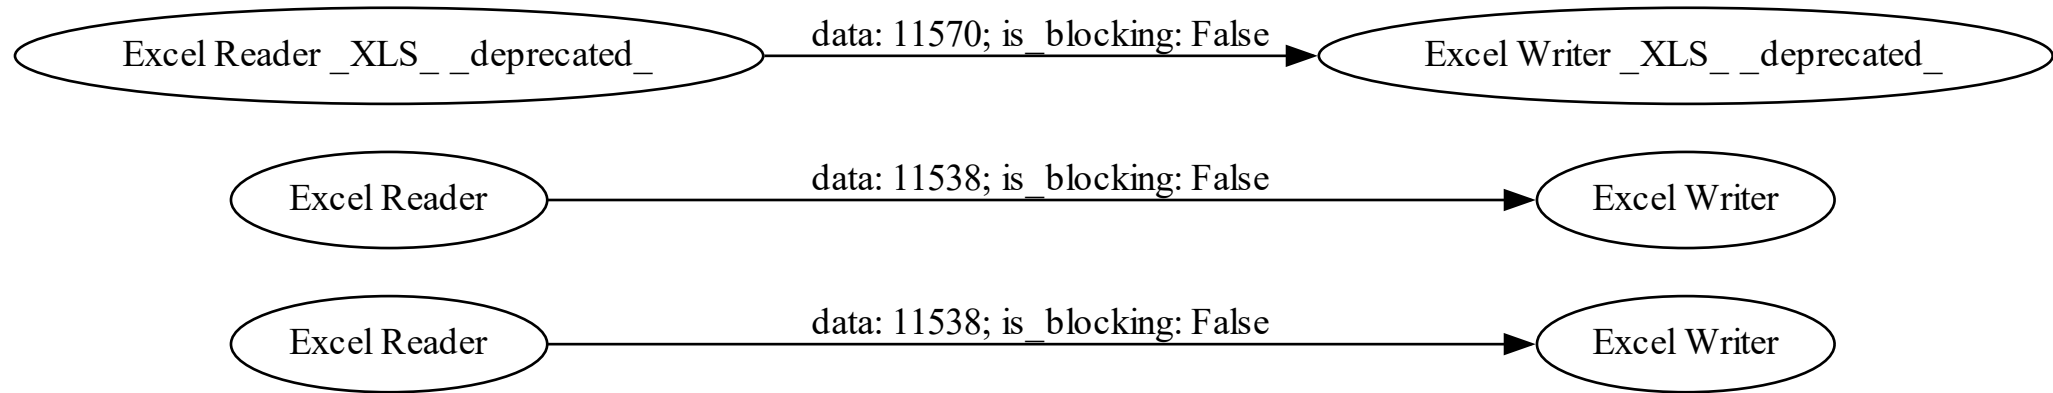 Excel Reader _XLS_ _deprecated_ data: 11570; is_blocking: False Excel Writer _XLS_ _deprecated_
Excel Reader data: 11538; is_blocking: False Excel Writer
Excel Reader data: 11538; is_blocking: False Excel Writer